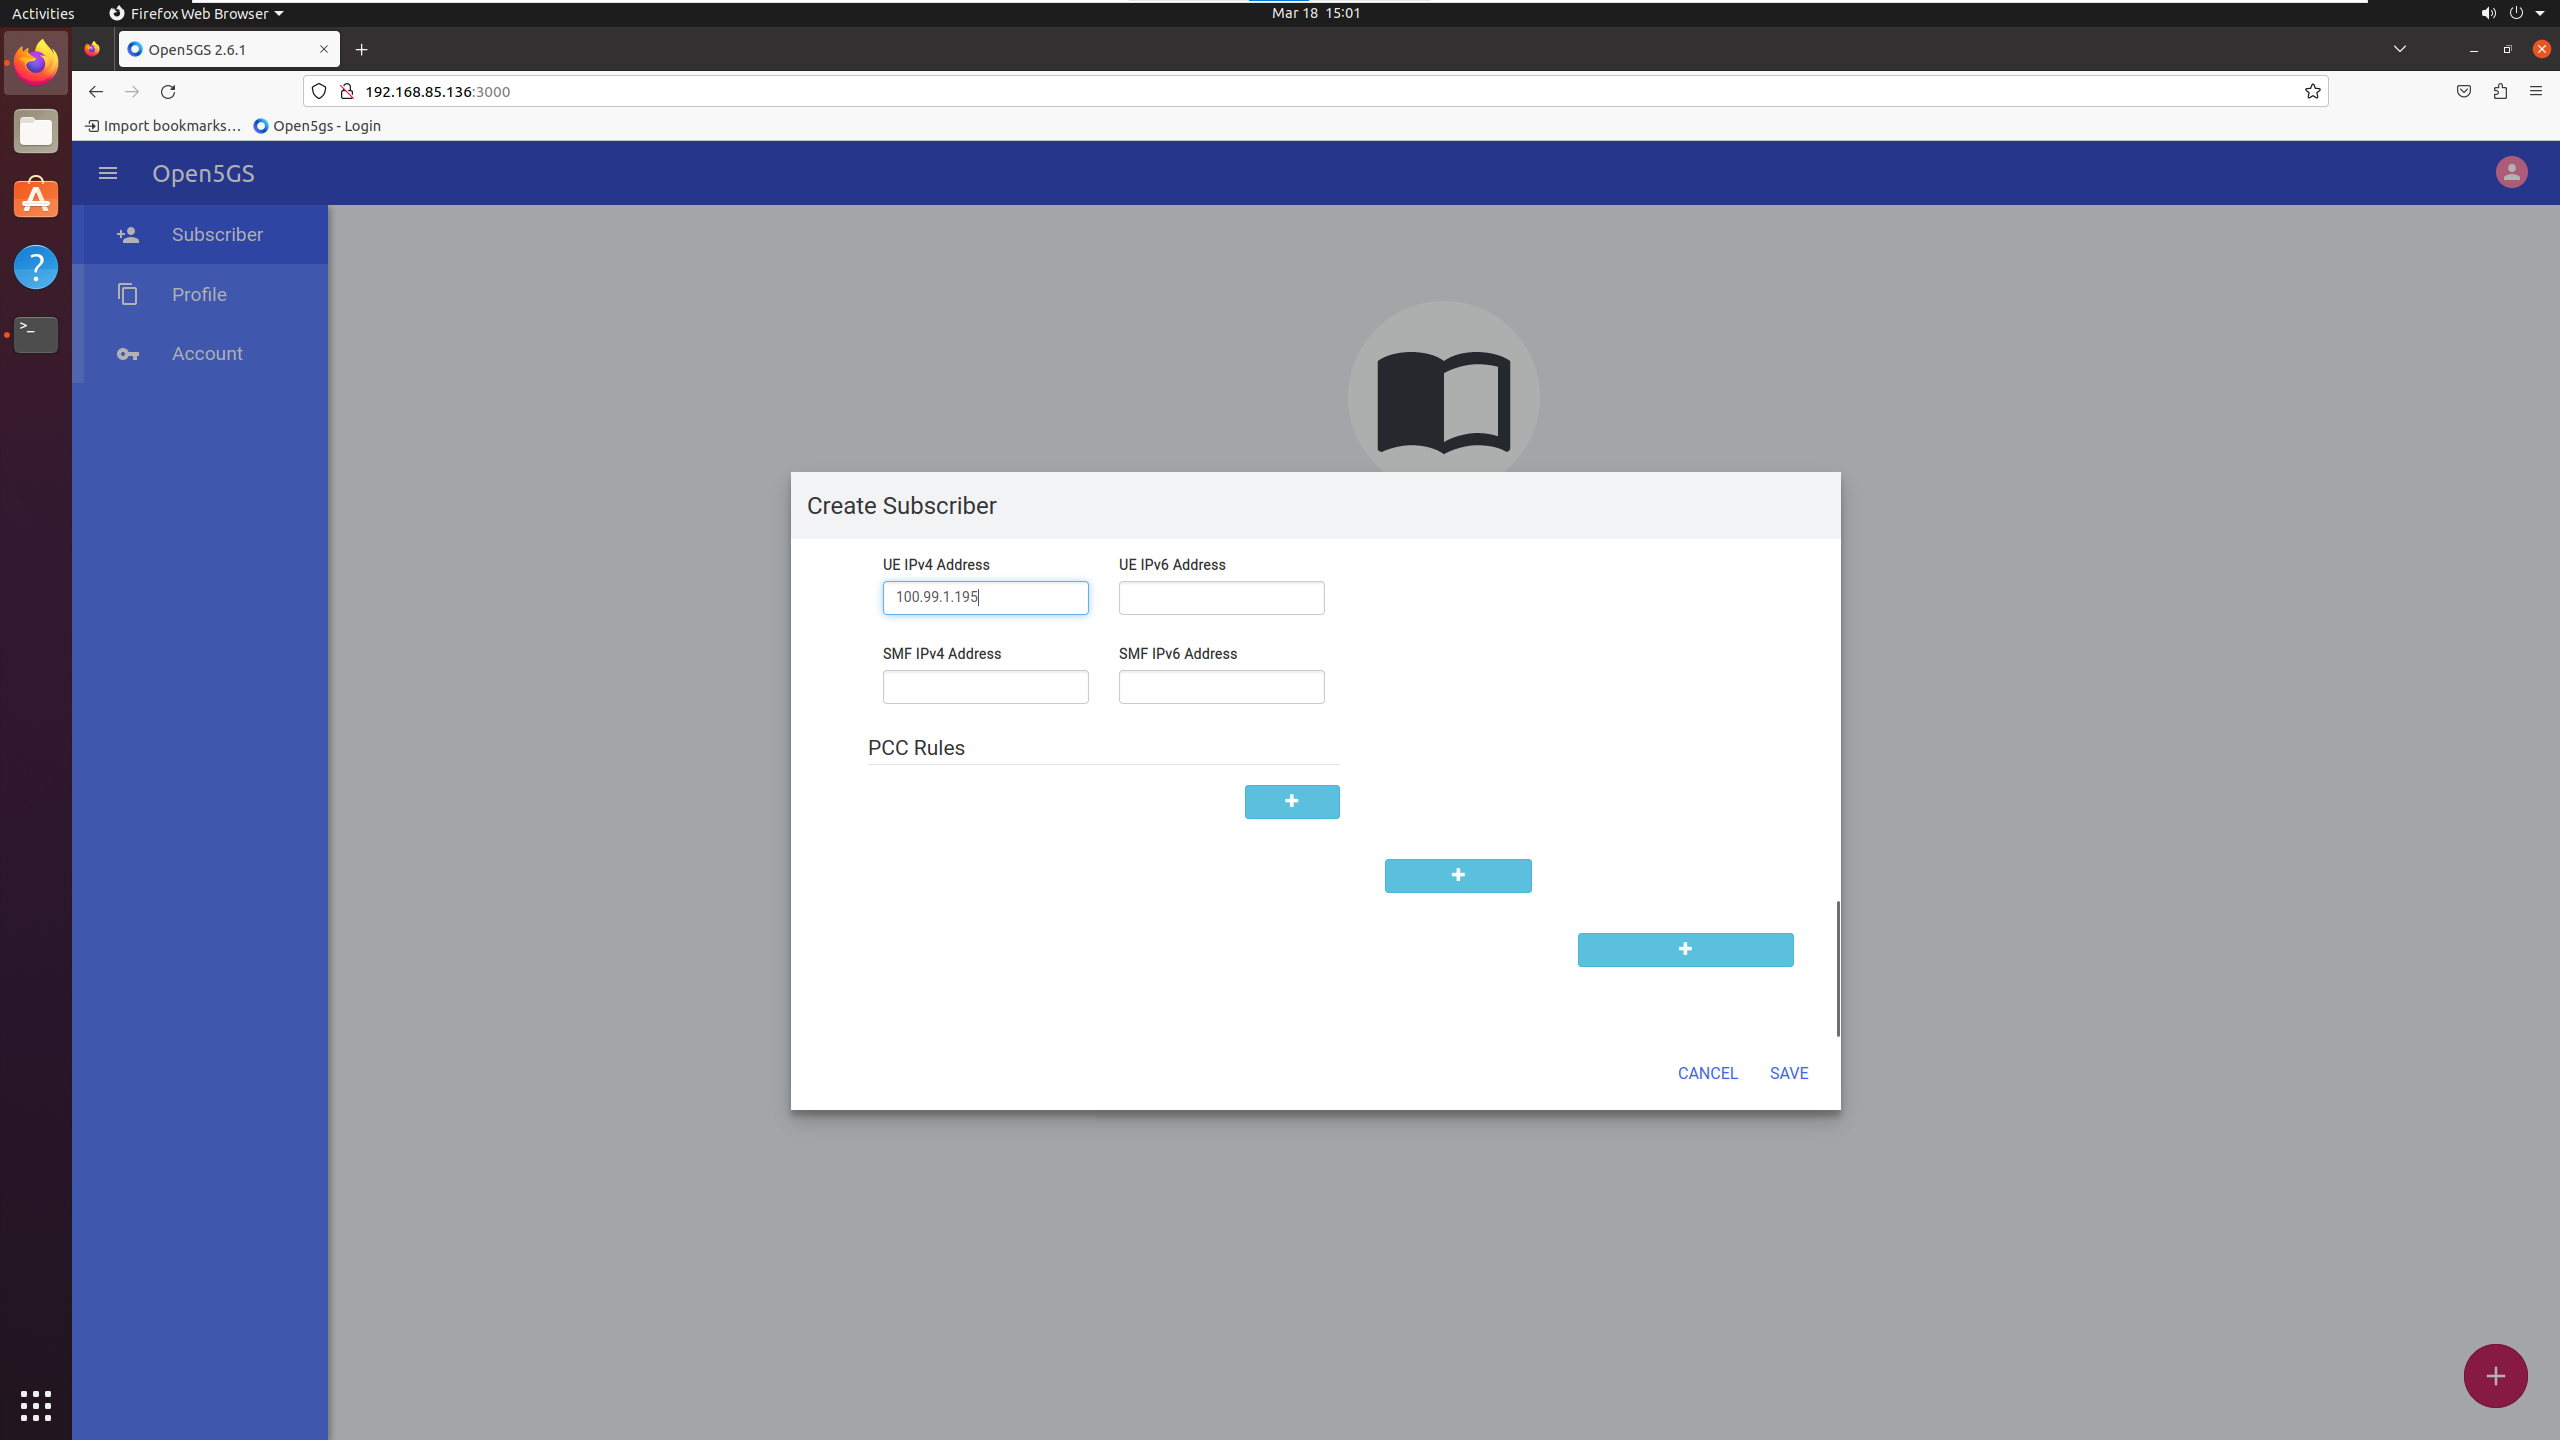 Activities
Firefox Web Browser
Mar 18 15:01
Open5GS 2.6.1
192.168.85.136:3000
Import bookmarks...
Open5gs - Login
Open5GS
Subscriber
Profile
Account
Create Subscriber
UE IPv4 Address
UE IPv6 Address
100.99.1.195
SMF IPv4 Address
SMF IPv6 Address
PCC Rules
CANCEL
SAVE